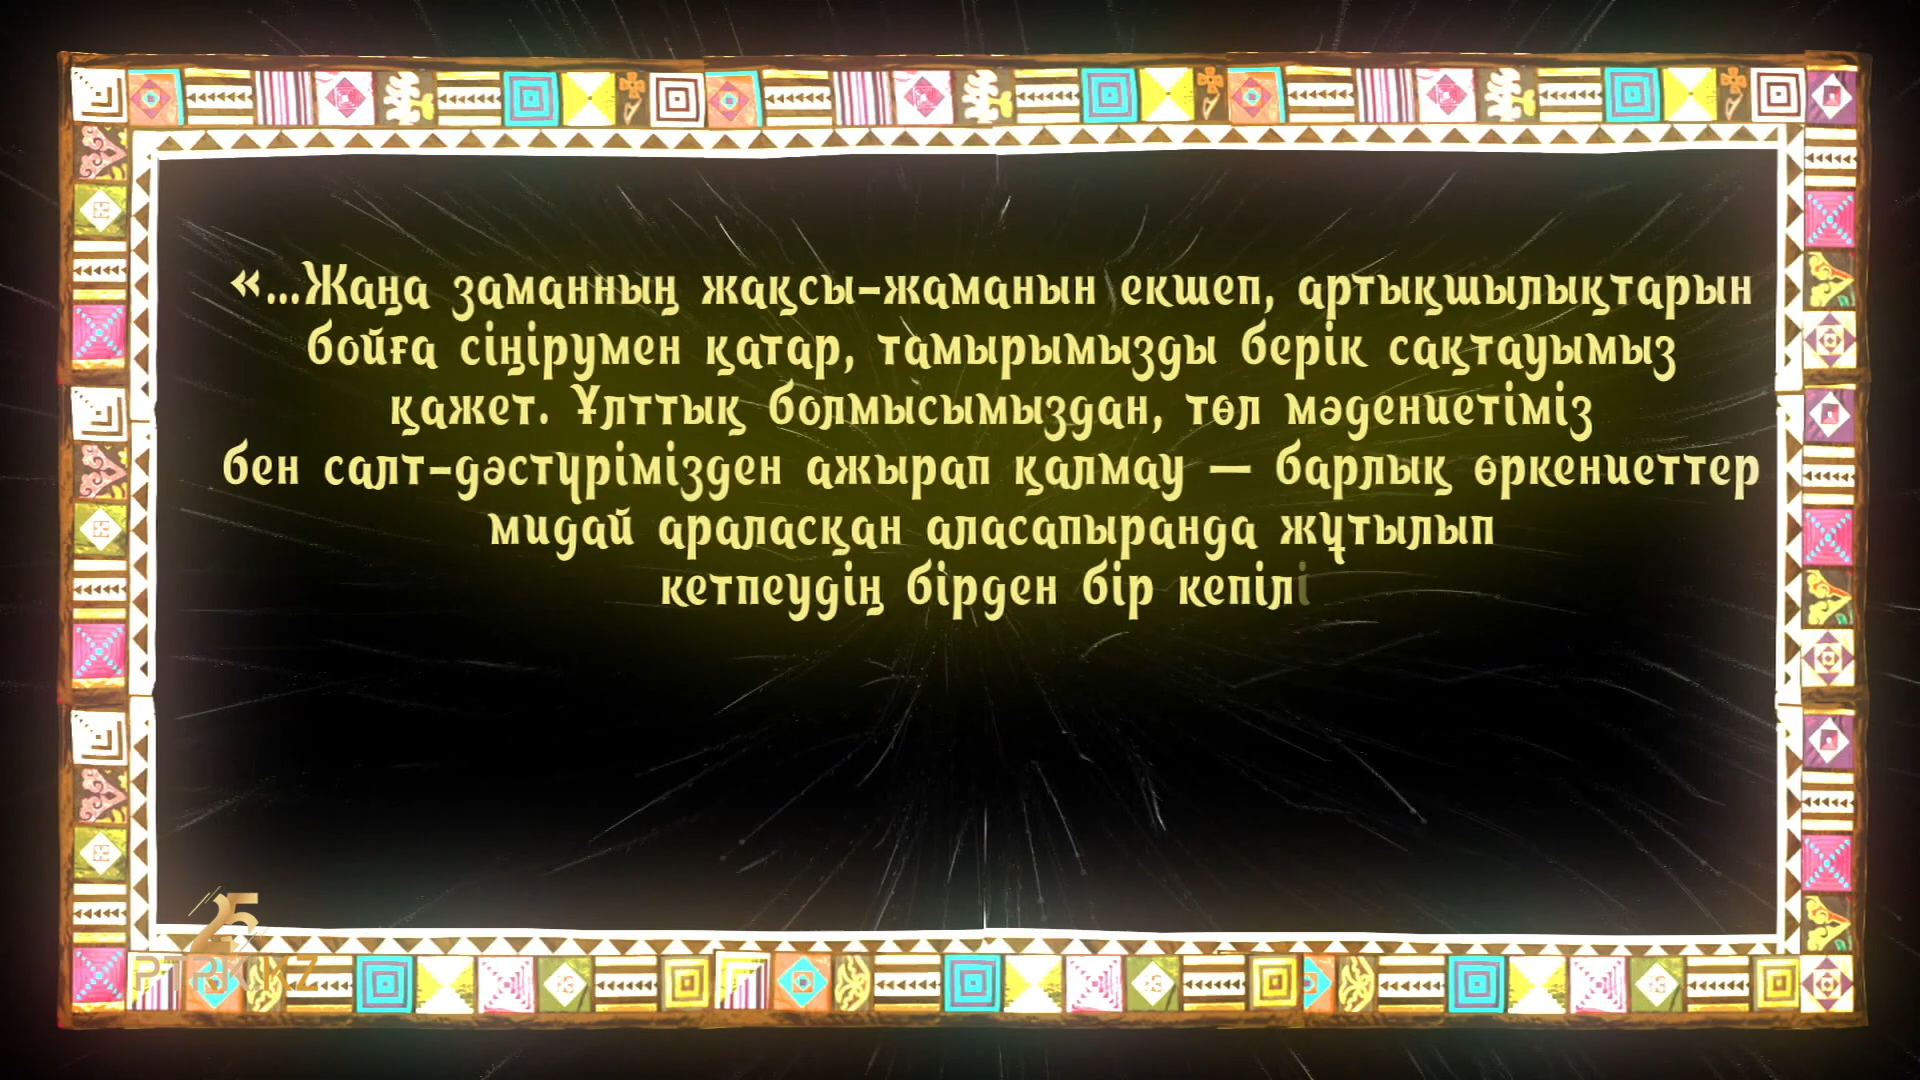 «...Жаңа заманның жақсы-жаманын екшеп, артықшылықтарын
бойға сіңірумен қатар, тамырымызды берік сақтауымыз
қажет. Ұлттық болмысымыздан, төл мәдениетіміз
бен салт-дәстүрімізден ажырап қалмау — барлық өркениеттер
мидай араласқан аласапыранда жұтылып
кетпеудің бірден бір кепілі
25
PTRK.KZ